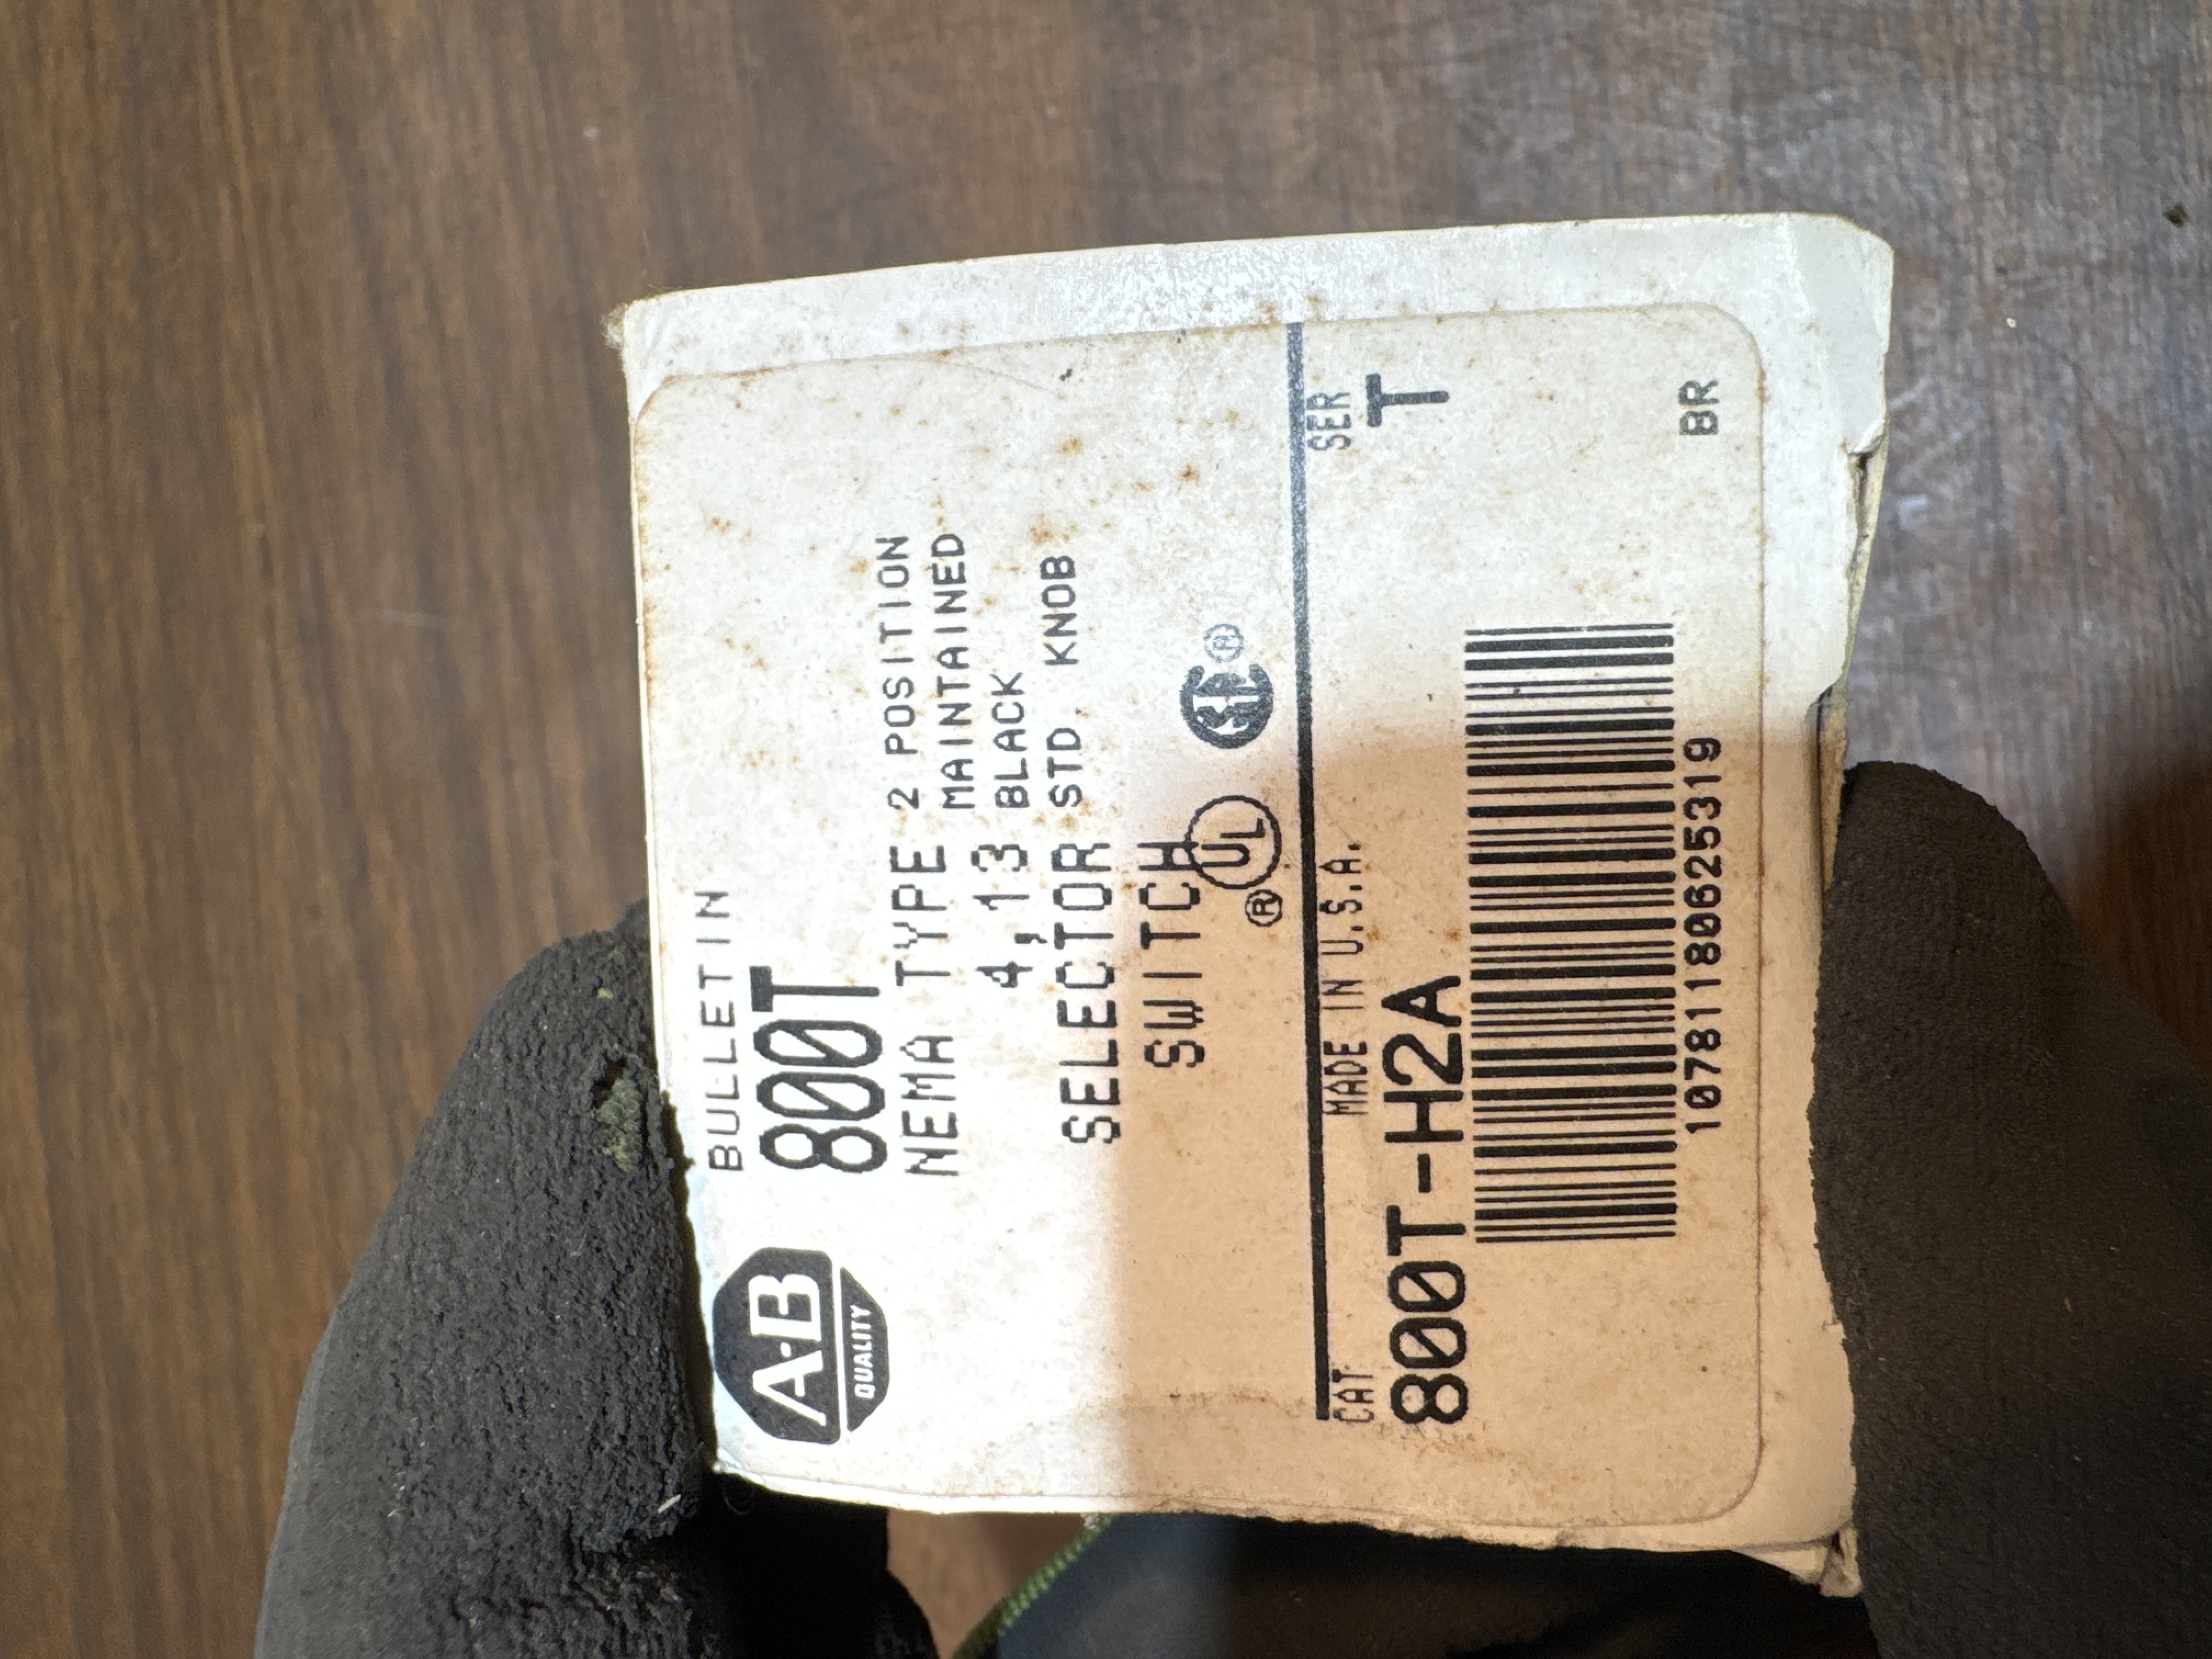 A-B
QUALITY
BULLETIN
800T
NEMA TYPE
4, 13
SELECTOR
SWITCH
2 POSITION
MAINTAINED
BLACK
STD. KNOB
® UL
®
MADE IN U.S.A.
SER
T
CAT
800T-H2A
10781180625319
BR